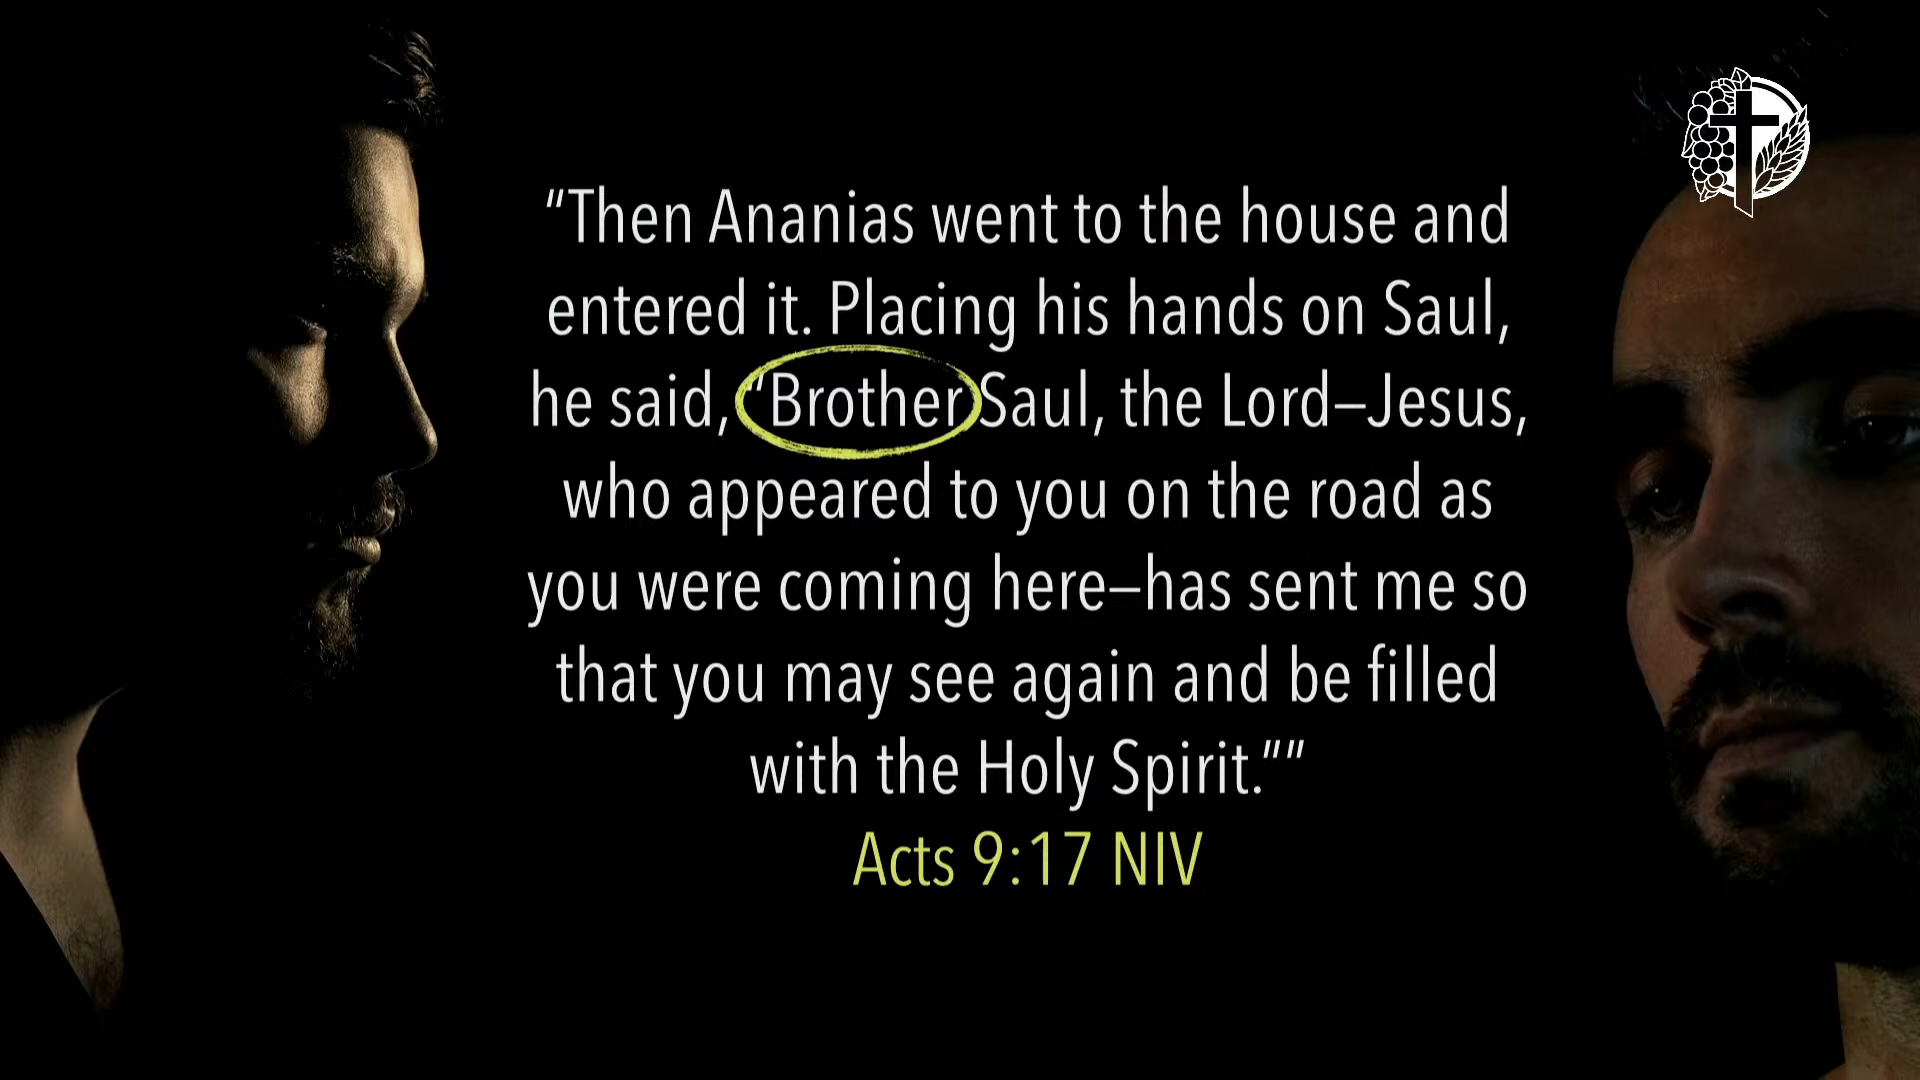 “Then Ananias went to the house and
entered it. Placing his hands on Saul,
he said, “Brother Saul, the Lord—Jesus,
who appeared to you on the road as
you were coming here—has sent me so
that you may see again and be filled
with the Holy Spirit.””
Acts 9:17 NIV